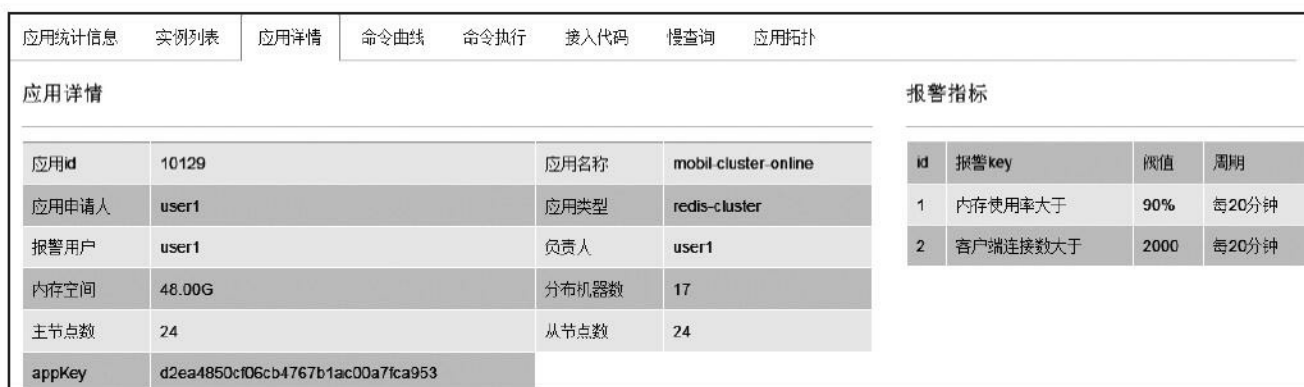 应用统计信息 实例列表 应用详情 命令曲线 命令执行 接入代码 慢查询 应用拓扑
应用详情 报警指标
应用id 10129 应用名称 mobil-cluster-online id 报警key 阀值 周期
应用申请人 user1 应用类型 redis-cluster 1 内存使用率大于 90% 每20分钟
报警用户 user1 负责人 user1 2 客户端连接数大于 2000 每20分钟
内存空间 48.00G 分布机器数 17
主节点数 24 从节点数 24
appKey d2ea4850cf06cb4767b1ac00a7fca953